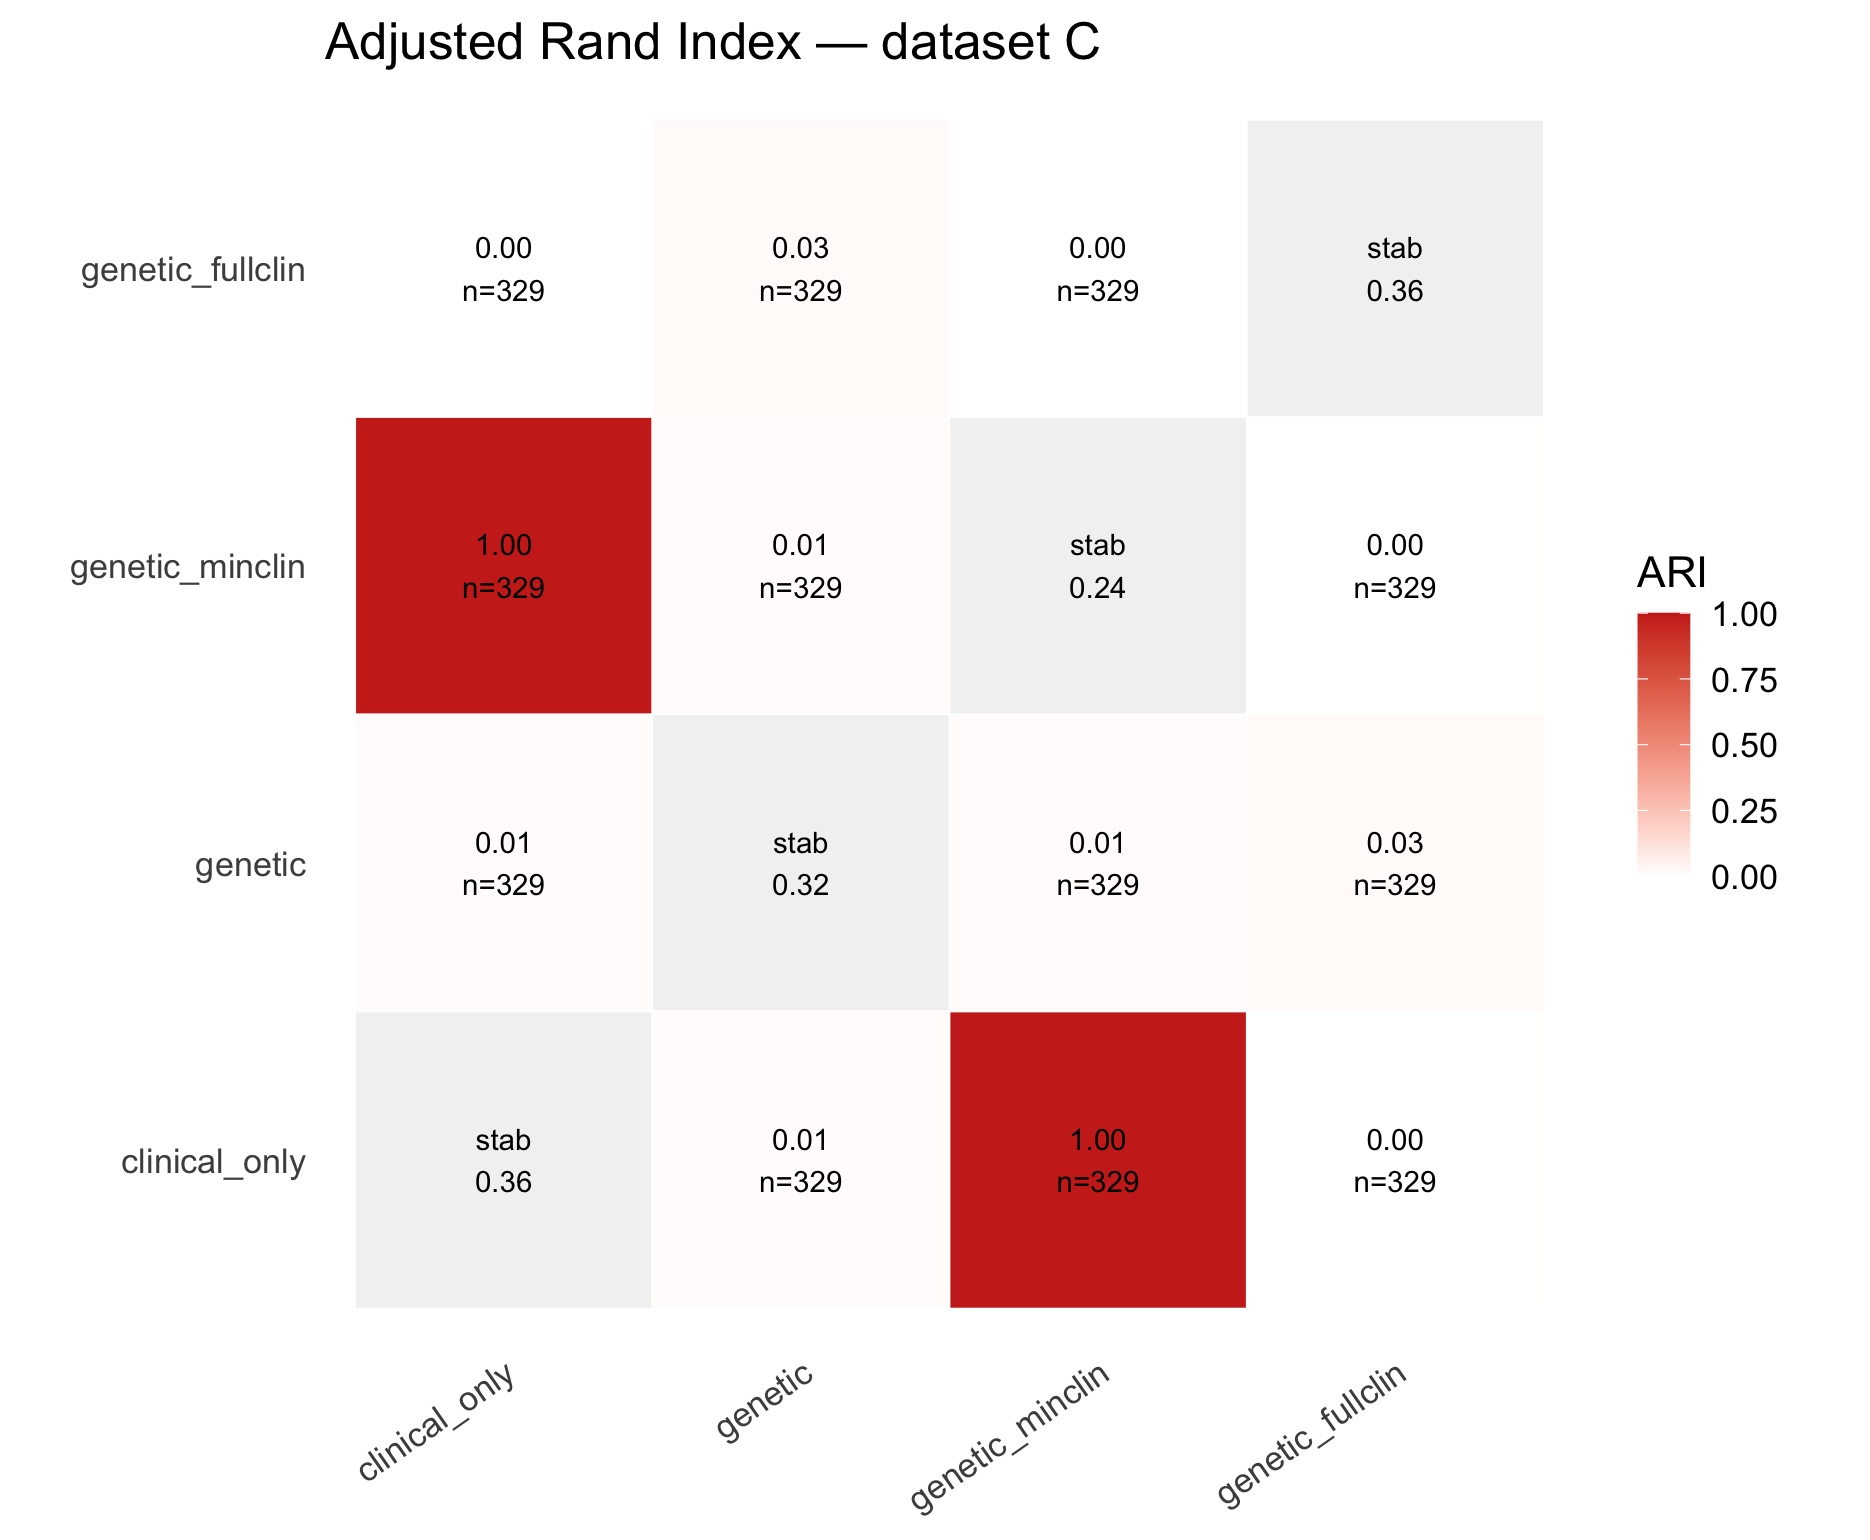 Adjusted Rand Index — dataset C
genetic_fullclin
0.00
n=329
0.03
n=329
0.00
n=329
stab
0.36
genetic_minclin
1.00
n=329
0.01
n=329
stab
0.24
0.00
n=329
genetic
0.01
n=329
stab
0.32
0.01
n=329
0.03
n=329
clinical_only
stab
0.36
0.01
n=329
1.00
n=329
0.00
n=329
clinical_only
genetic
genetic_minclin
genetic_fullclin
ARI
1.00
0.75
0.50
0.25
0.00